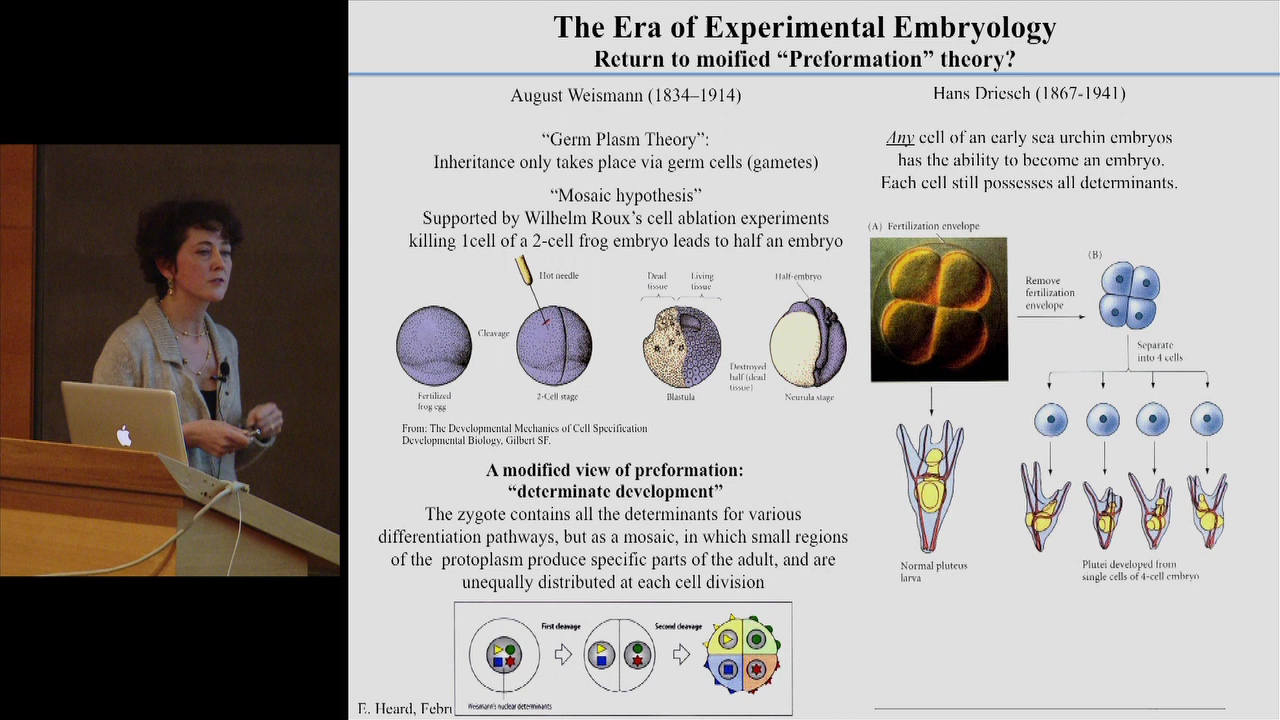 The Era of Experimental Embryology
Return to moified “Preformation” theory?
August Weismann (1834–1914)
“Germ Plasm Theory”:
Inheritance only takes place via germ cells (gametes)
“Mosaic hypothesis”
Supported by Wilhelm Roux’s cell ablation experiments
killing 1cell of a 2-cell frog embryo leads to half an embryo
Hot needle
Dead
tissue
Living
tissue
Half-embryo
Cleavage
Destroyed
half (dead
tissue)
Fertilized
frog egg
2-Cell stage
Blastula
Neurula stage
From: The Developmental Mechanics of Cell Specification
Developmental Biology, Gilbert SF.
A modified view of preformation:
“determinate development”
The zygote contains all the determinants for various
differentiation pathways, but as a mosaic, in which small regions
of the protoplasm produce specific parts of the adult, and are
unequally distributed at each cell division
First cleavage
Second cleavage
Weismann's nuclear determinants
E. Heard, Febru
Hans Driesch (1867-1941)
Any cell of an early sea urchin embryos
has the ability to become an embryo.
Each cell still possesses all determinants.
(A) Fertilization envelope
(B)
Remove
fertilization
envelope
Separate
into 4 cells
Normal pluteus
larva
Plutei developed from
single cells of 4-cell embryo